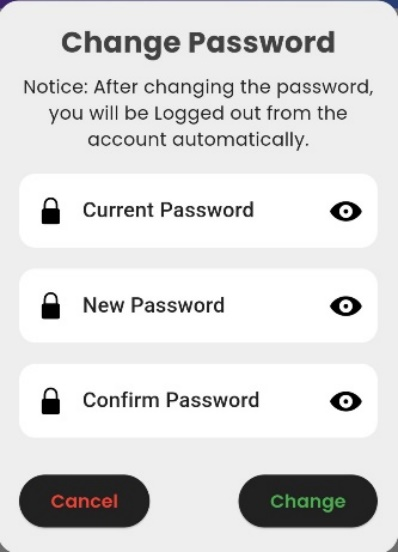 Change Password
Notice: After changing the password,
you will be Logged out from the
account automatically.
Current Password
New Password
Confirm Password
Cancel
Change